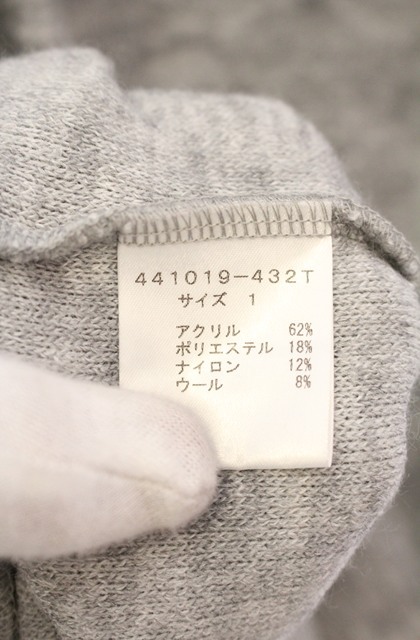 441019-432T
サイズ 1
アクリル 62%
ポリエステル 18%
ナイロン 12%
ウール 8%